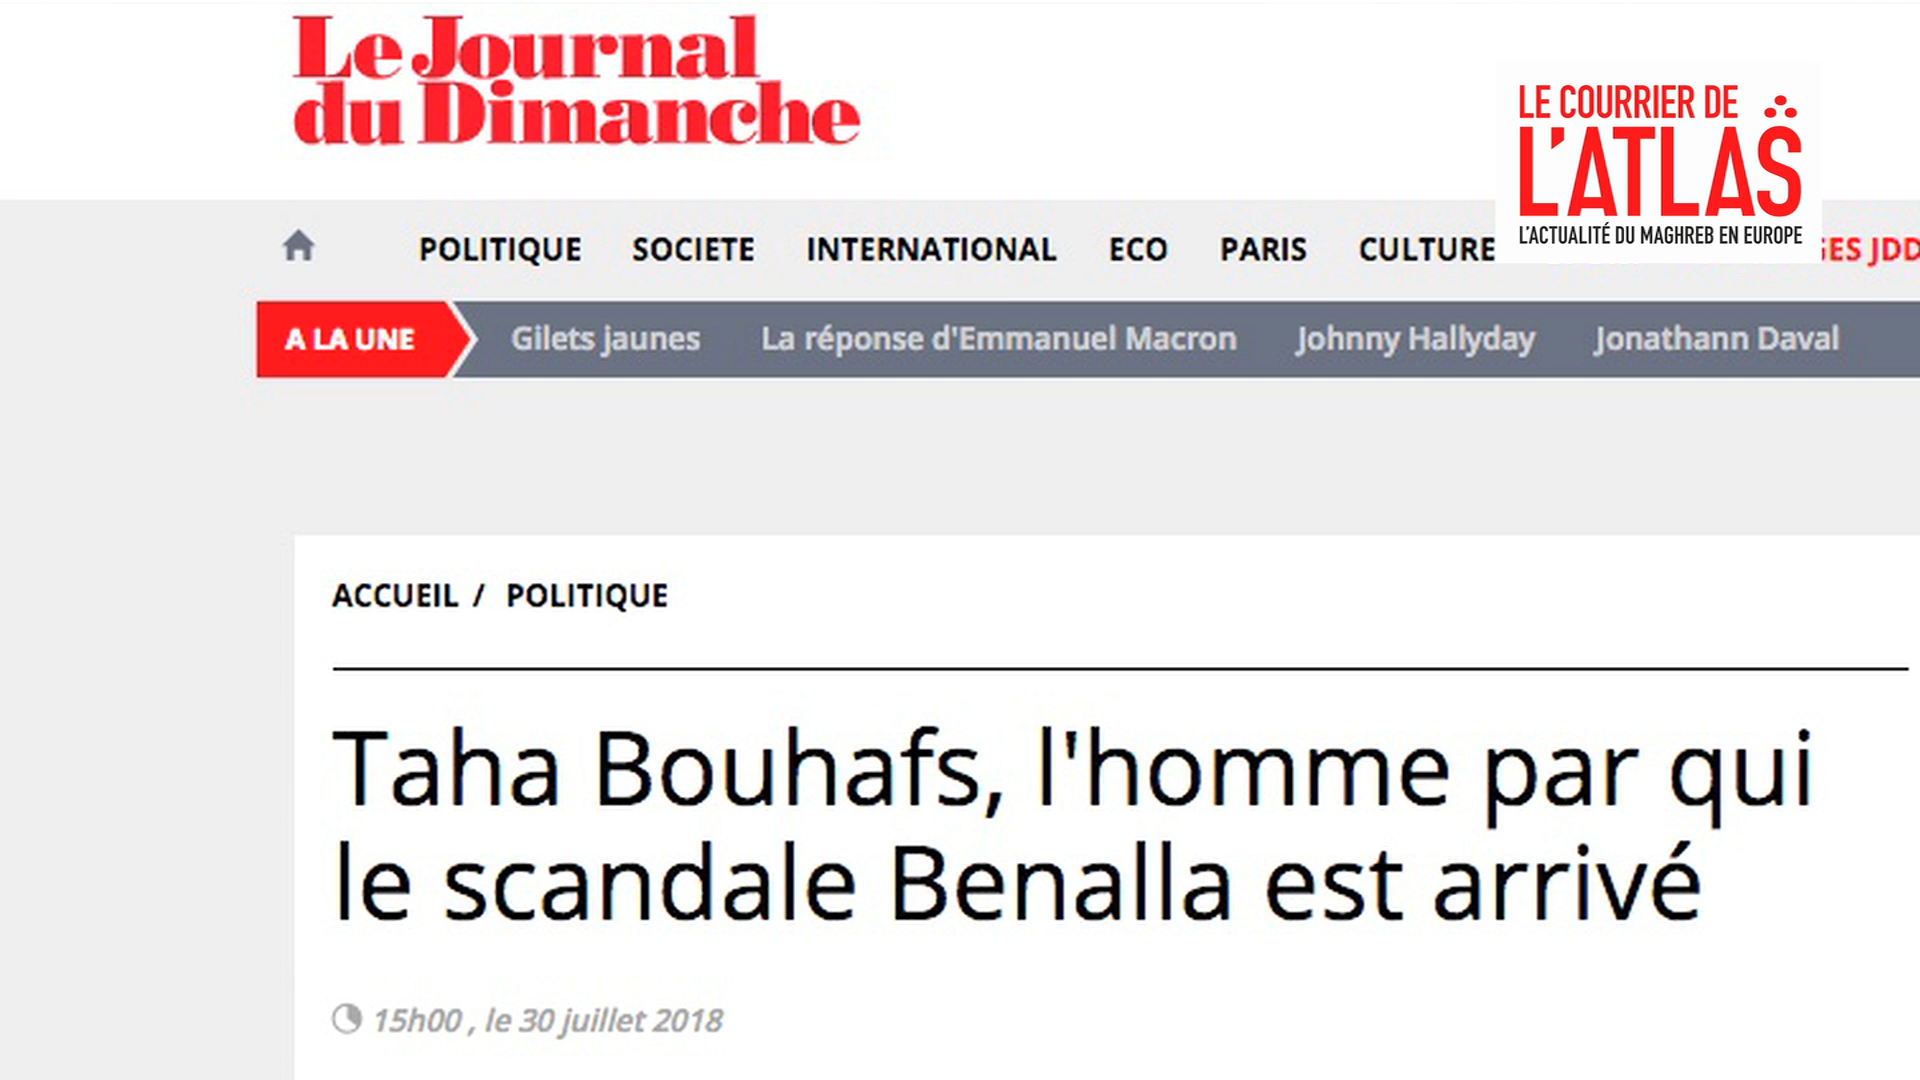 Le Journal
du Dimanche
LE COURRIER DE
L'ATLAS
L'ACTUALITÉ DU MAGHREB EN EUROPE
POLITIQUE SOCIETE INTERNATIONAL ECO PARIS CULTURE JDD
A LA UNE Gilets jaunes La réponse d'Emmanuel Macron Johnny Hallyday Jonathann Daval
ACCUEIL / POLITIQUE
Taha Bouhafs, l'homme par qui
le scandale Benalla est arrivé
15h00 , le 30 juillet 2018